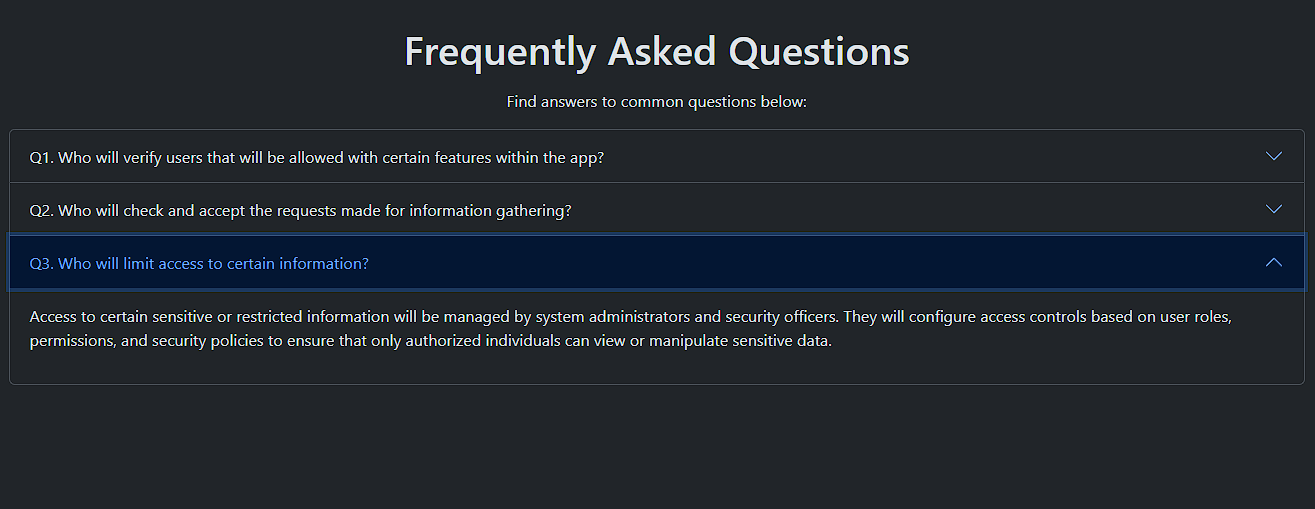 Frequently Asked Questions
Find answers to common questions below:
Q1. Who will verify users that will be allowed with certain features within the app?
Q2. Who will check and accept the requests made for information gathering?
Q3. Who will limit access to certain information?
Access to certain sensitive or restricted information will be managed by system administrators and security officers. They will configure access controls based on user roles,
permissions, and security policies to ensure that only authorized individuals can view or manipulate sensitive data.